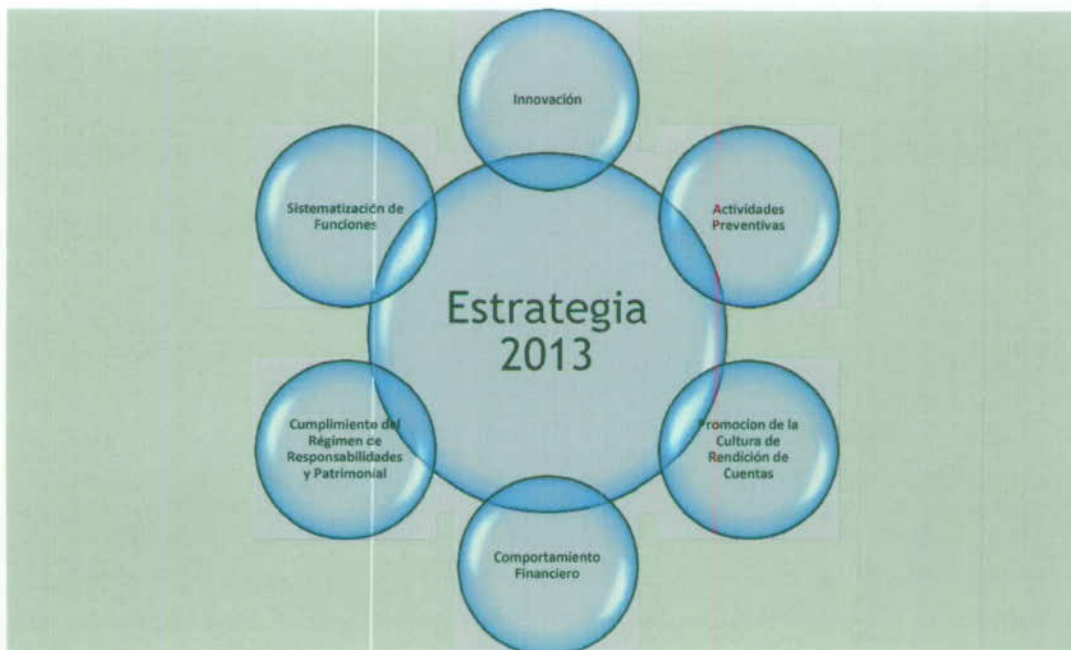 Innovación
Actividades
Preventivas
Promocion de la
Cultura de
Rendición de
Cuentas
Comportamiento
Financiero
Cumplimiento del
Régimen de
Responsabilidades
y Patrimonial
Sistematización de
Funciones
Estrategia
2013